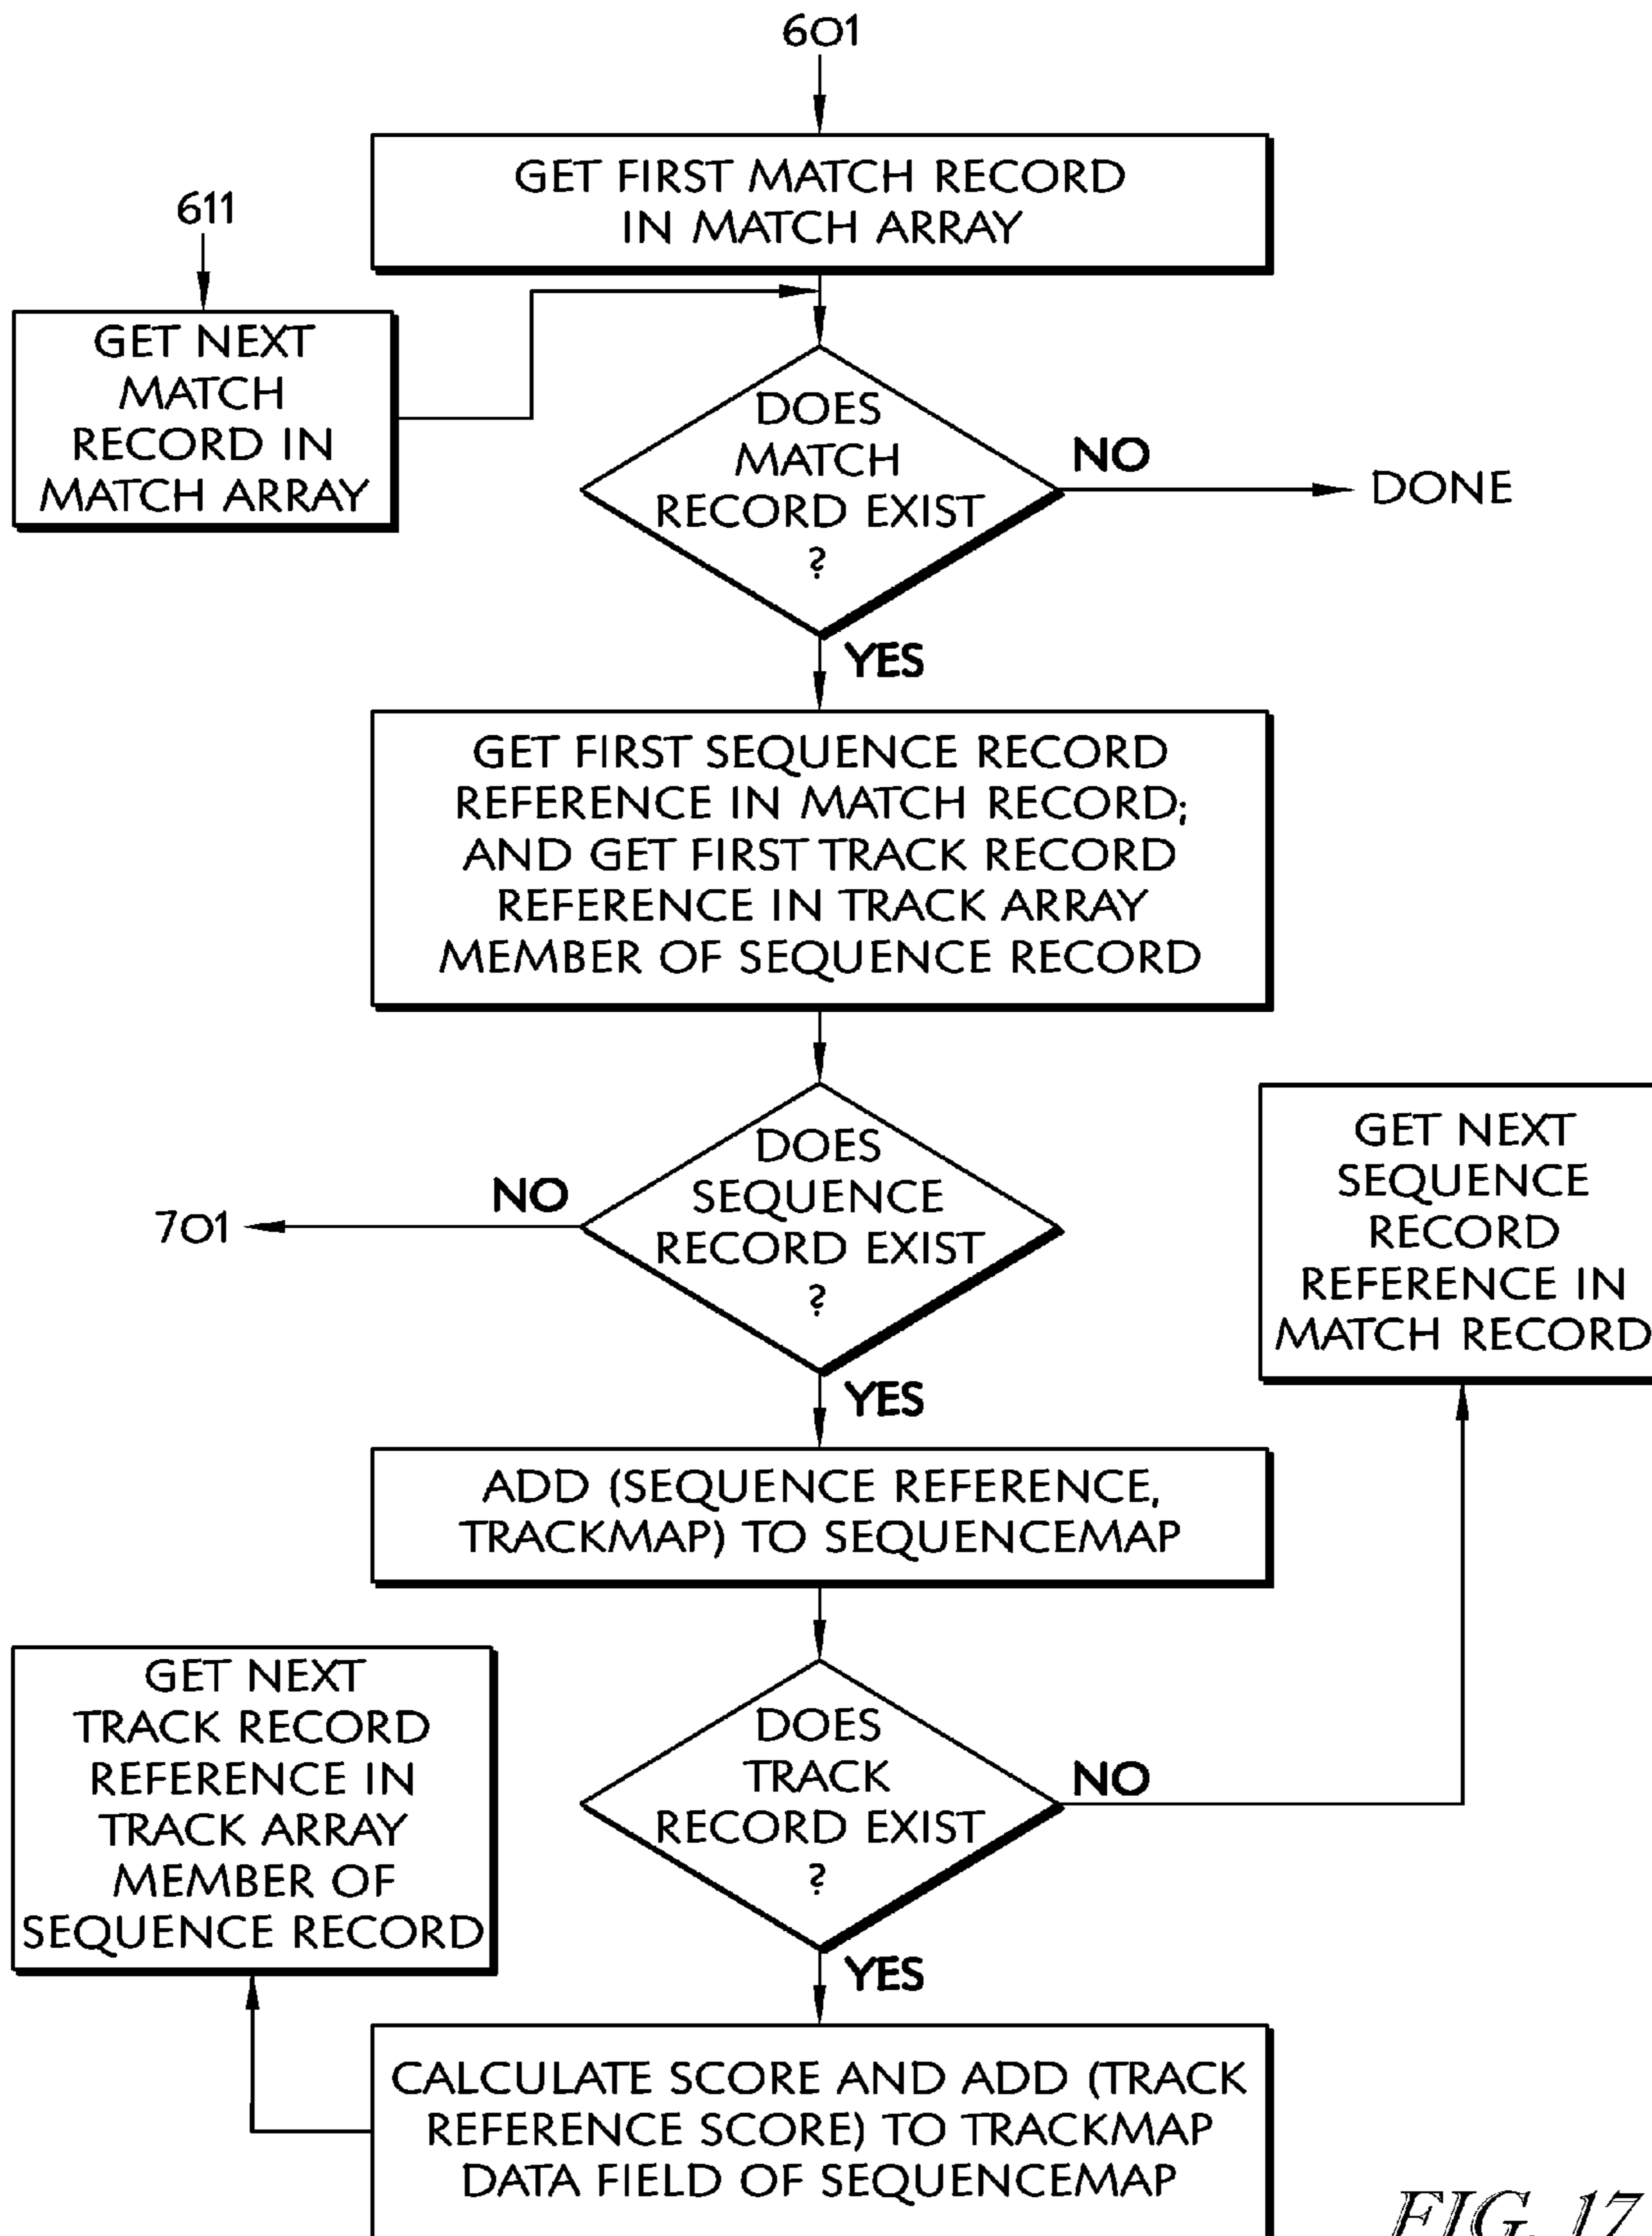 601
GET FIRST MATCH RECORD
IN MATCH ARRAY
611
GET NEXT
MATCH
RECORD IN
MATCH ARRAY
DOES
MATCH
RECORD EXIST
?
NO
DONE
YES
GET FIRST SEQUENCE RECORD
REFERENCE IN MATCH RECORD;
AND GET FIRST TRACK RECORD
REFERENCE IN TRACK ARRAY
MEMBER OF SEQUENCE RECORD
DOES
SEQUENCE
RECORD EXIST
?
NO
701
YES
GET NEXT
SEQUENCE
RECORD
REFERENCE IN
MATCH RECORD
ADD (SEQUENCE REFERENCE,
TRACKMAP) TO SEQUENCEMAP
GET NEXT
TRACK RECORD
REFERENCE IN
TRACK ARRAY
MEMBER OF
SEQUENCE RECORD
DOES
TRACK
RECORD EXIST
?
NO
YES
CALCULATE SCORE AND ADD (TRACK
REFERENCE SCORE) TO TRACKMAP
DATA FIELD OF SEQUENCEMAP
FIG. 17